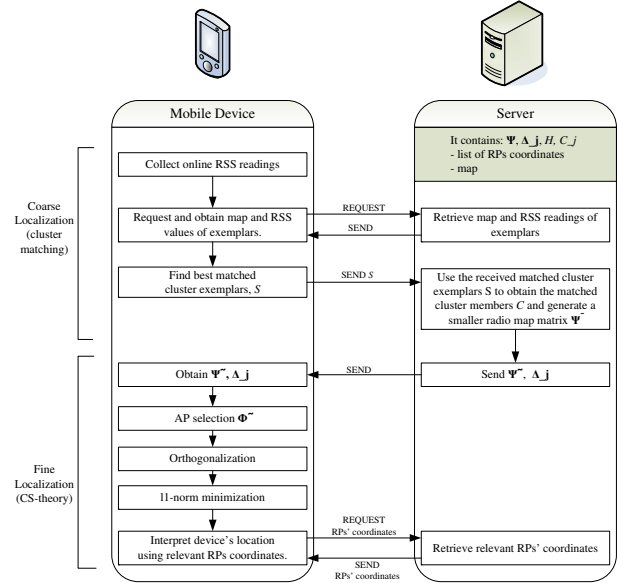 Mobile Device
Server
It contains: Ψ, Λ_j, H, C_j
- list of RPs coordinates
- map
Coarse
Localization
(cluster
matching)
Collect online RSS readings
Request and obtain map and RSS
values of exemplars.
REQUEST
SEND
Retrieve map and RSS readings of
exemplars
Find best matched
cluster exemplars, S
SEND S
Use the received matched cluster
exemplars S to obtain the matched
cluster members C and generate a
smaller radio map matrix Ψ˜
Fine
Localization
(CS-theory)
Obtain Ψ˜, Λ_j
SEND
Send Ψ˜, Λ_j
AP selection Φ˜
Orthogonalization
l1-norm minimization
Interpret device's location
using relevant RPs coordinates.
REQUEST
RPs' coordinates
SEND
RPs' coordinates
Retrieve relevant RPs' coordinates